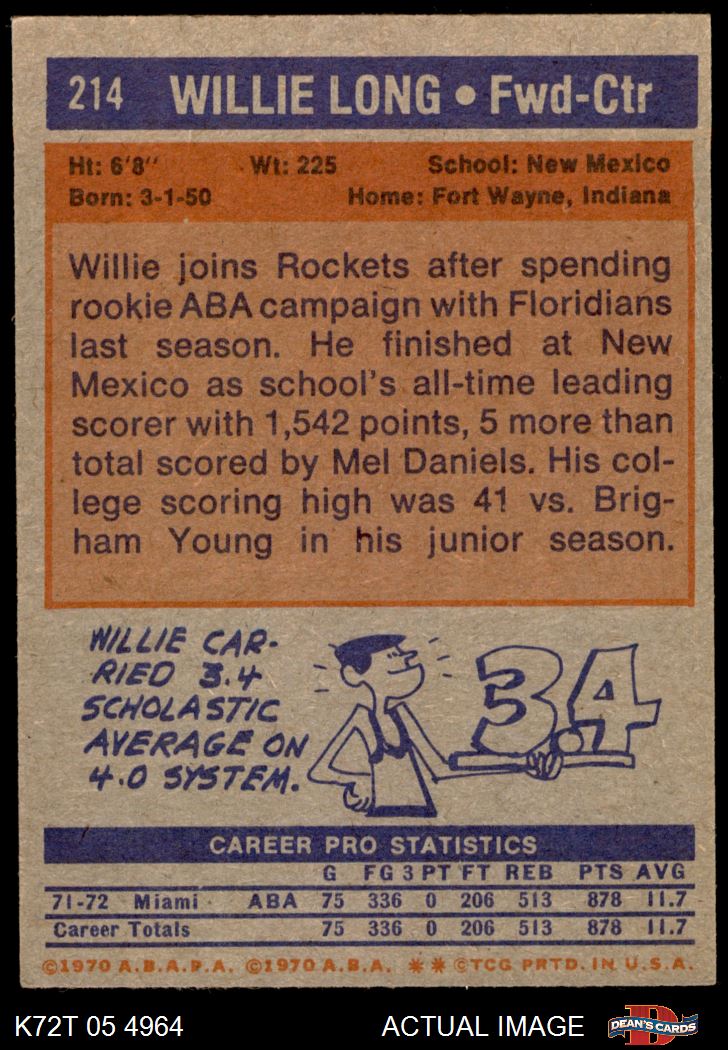 214 WILLIE LONG • Fwd-Ctr
Ht: 6'8" Wt: 225 School: New Mexico
Born: 3-1-50 Home: Fort Wayne, Indiana
Willie joins Rockets after spending
rookie ABA campaign with Floridians
last season. He finished at New
Mexico as school's all-time leading
scorer with 1,542 points, 5 more than
total scored by Mel Daniels. His col-
lege scoring high was 41 vs. Brig-
ham Young in his junior season.
WILLIE CAR-
RIED 3.4
SCHOLASTIC
AVERAGE ON
4.0 SYSTEM.
3.4
CAREER PRO STATISTICS
G FG 3 PT FT REB PTS AVG
71-72 Miami ABA 75 336 0 206 513 878 11.7
Career Totals 75 336 0 206 513 878 11.7
©1970 A.B.A.P.A. ©1970 A.B.A. ** ©TCG PRTD. IN U.S.A.
K72T 05 4964 ACTUAL IMAGE D DEAN'S CARDS